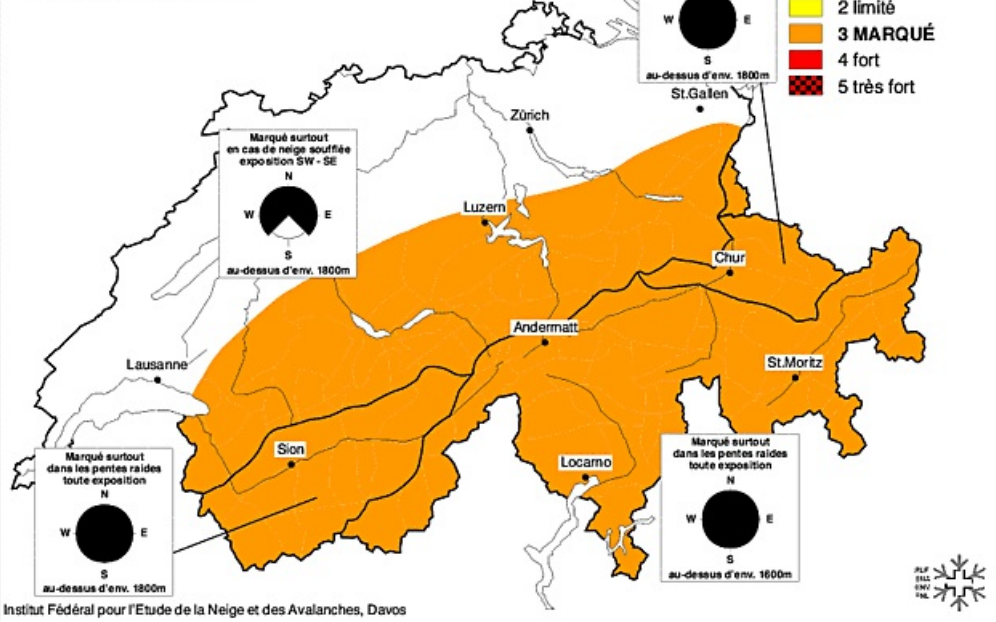 2 limité
W E
3 MARQUÉ
S
4 fort
au-dessus d'env. 1800m
5 très fort
St.Gallen
Zürich
Marqué surtout
en cas de neige soufflée
exposition SW - SE
N
W E
S
au-dessus d'env. 1800m
Luzern
Chur
Andermatt
Lausanne
St.Moritz
Sion
Locarno
Marqué surtout
dans les pentes raides
toute exposition
N
W E
S
au-dessus d'env. 1800m
Marqué surtout
dans les pentes raides
toute exposition
N
W E
S
au-dessus d'env. 1600m
Institut Fédéral pour l'Etude de la Neige et des Avalanches, Davos